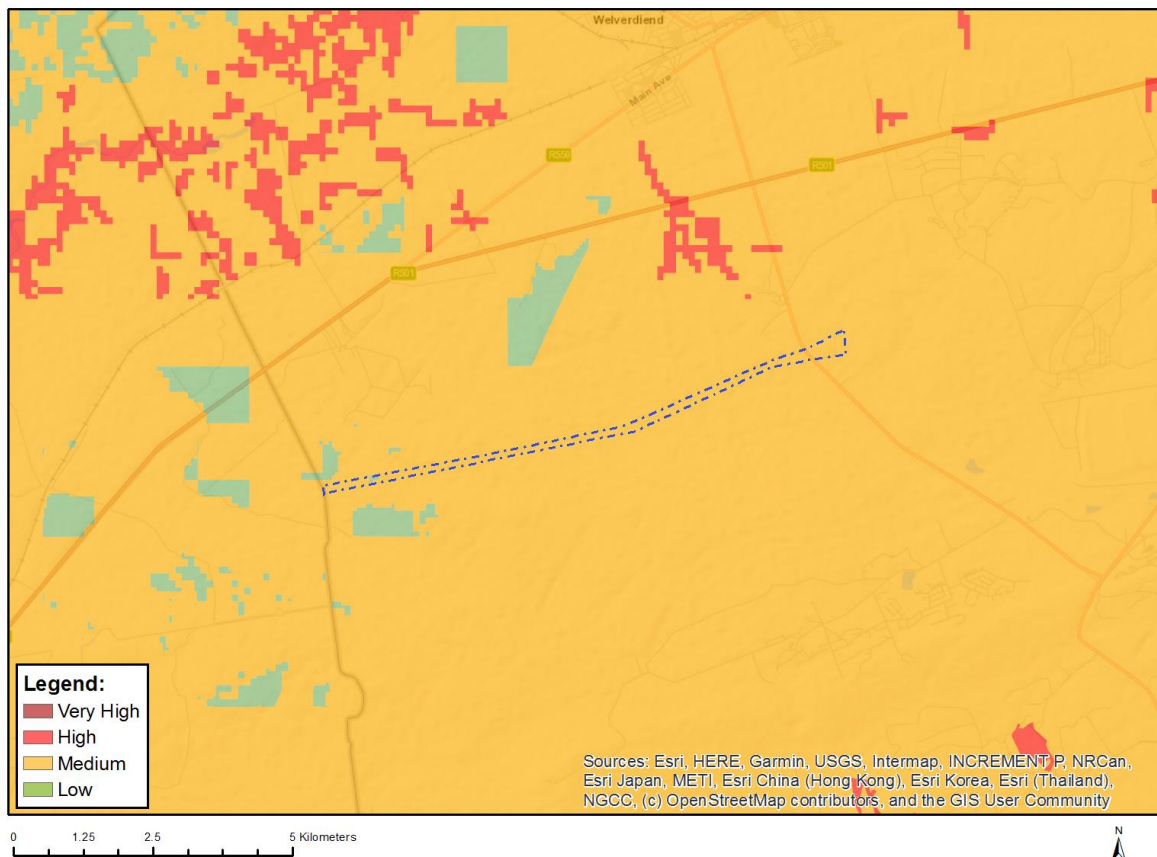 Welverdiend
Main Ave
R559
R501
R501
Legend:
Very High
High
Medium
Low
Sources: Esri, HERE, Garmin, USGS, Intermap, INCREMENT P, NRCan,
Esri Japan, METI, Esri China (Hong Kong), Esri Korea, Esri (Thailand),
NGCC, (c) OpenStreetMap contributors, and the GIS User Community
0 1.25 2.5 5 Kilometers
N